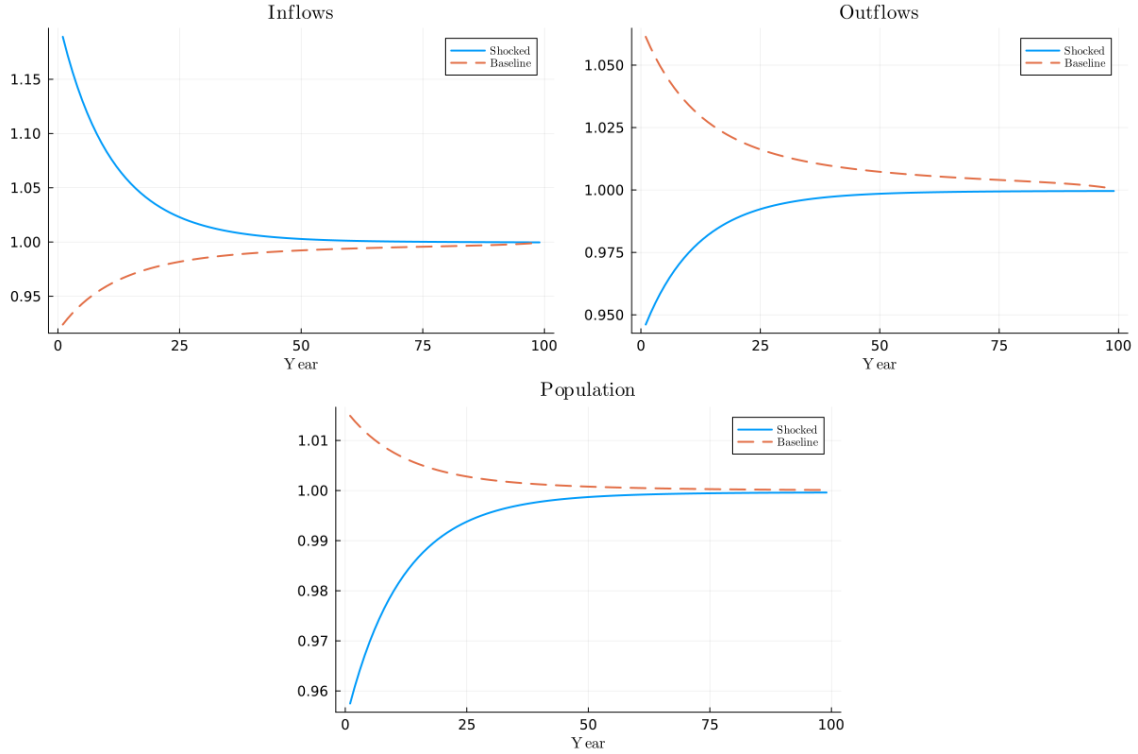 Inflows
Shocked
Baseline
1.15
1.10
1.05
1.00
0.95
0 25 50 75 100
Year
Outflows
Shocked
Baseline
1.050
1.025
1.000
0.975
0.950
0 25 50 75 100
Year
Population
Shocked
Baseline
1.01
1.00
0.99
0.98
0.97
0.96
0 25 50 75 100
Year